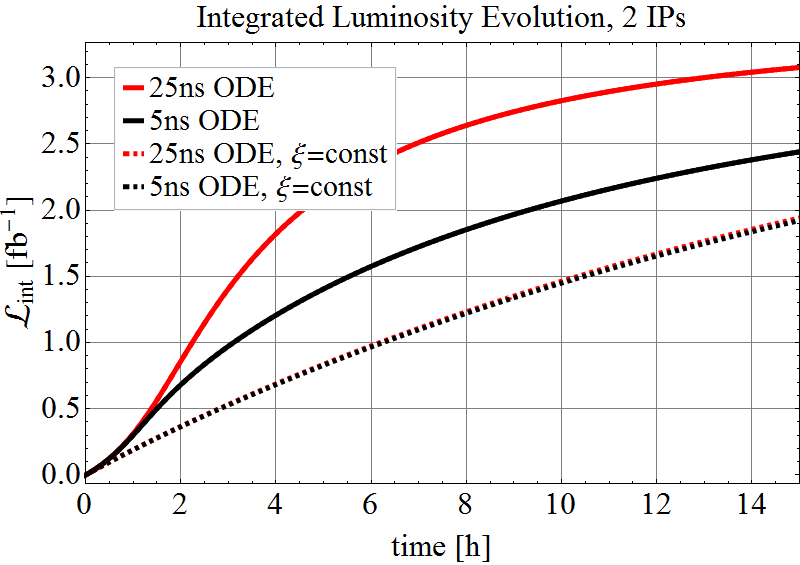 Integrated Luminosity Evolution, 2 IPs
25ns ODE
5ns ODE
25ns ODE, ξ=const
5ns ODE, ξ=const
ℒint [fb⁻¹]
3.0
2.5
2.0
1.5
1.0
0.5
0.0
0 2 4 6 8 10 12 14
time [h]